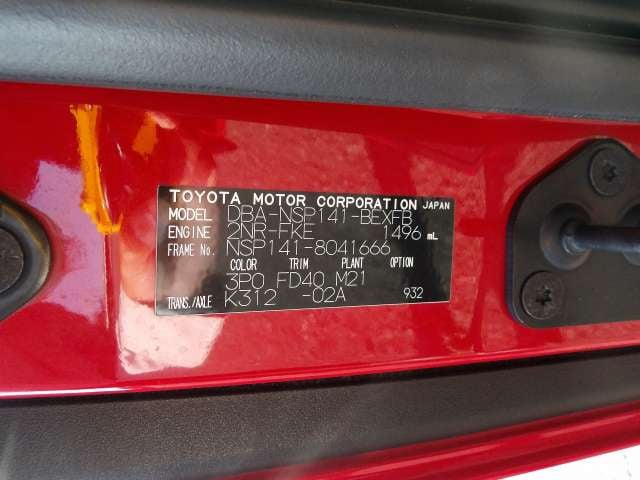 TOYOTA MOTOR CORPORATION JAPAN
MODEL DBA-NSP141-BEXFB
ENGINE 2NR-FKE 1496 mL
FRAME No. NSP141-8041666
COLOR TRIM PLANT OPTION
3P0 FD40 M21
TRANS./AXLE K312 -02A 932